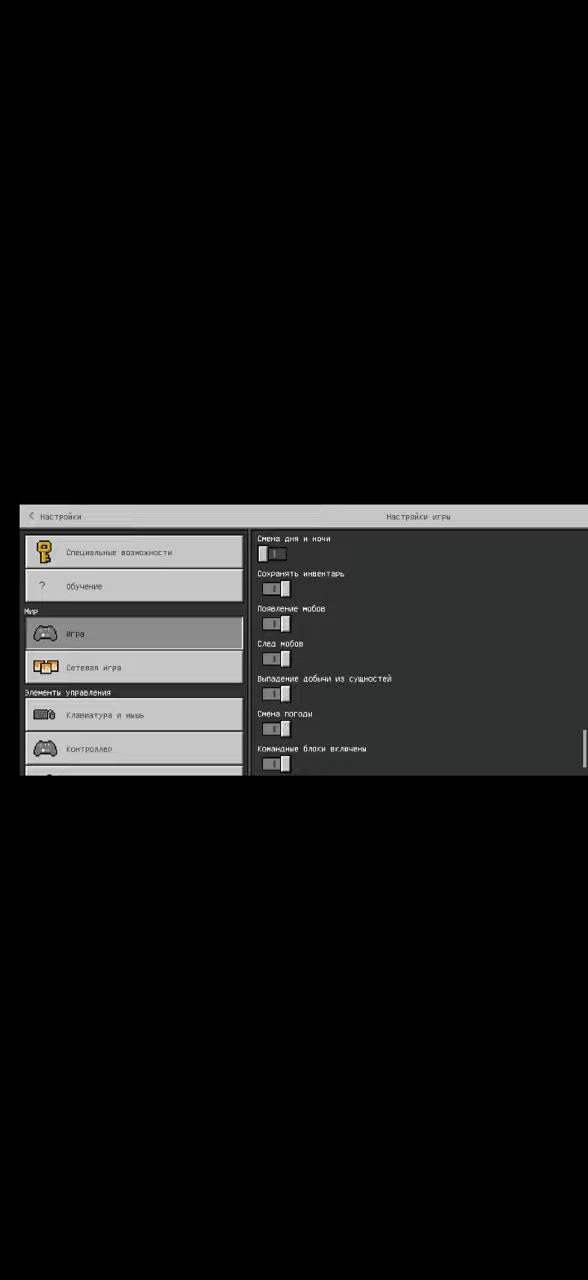 Настройки
Настройки игры
Специальные возможности
? Обучение
Мир
Игра
Сетевая игра
Элементы управления
Клавиатура и мышь
Контроллер
Смена дня и ночи
Сохранять инвентарь
Появление мобов
След мобов
Выпадение добычи из сущностей
Смена погоды
Командные блоки включены